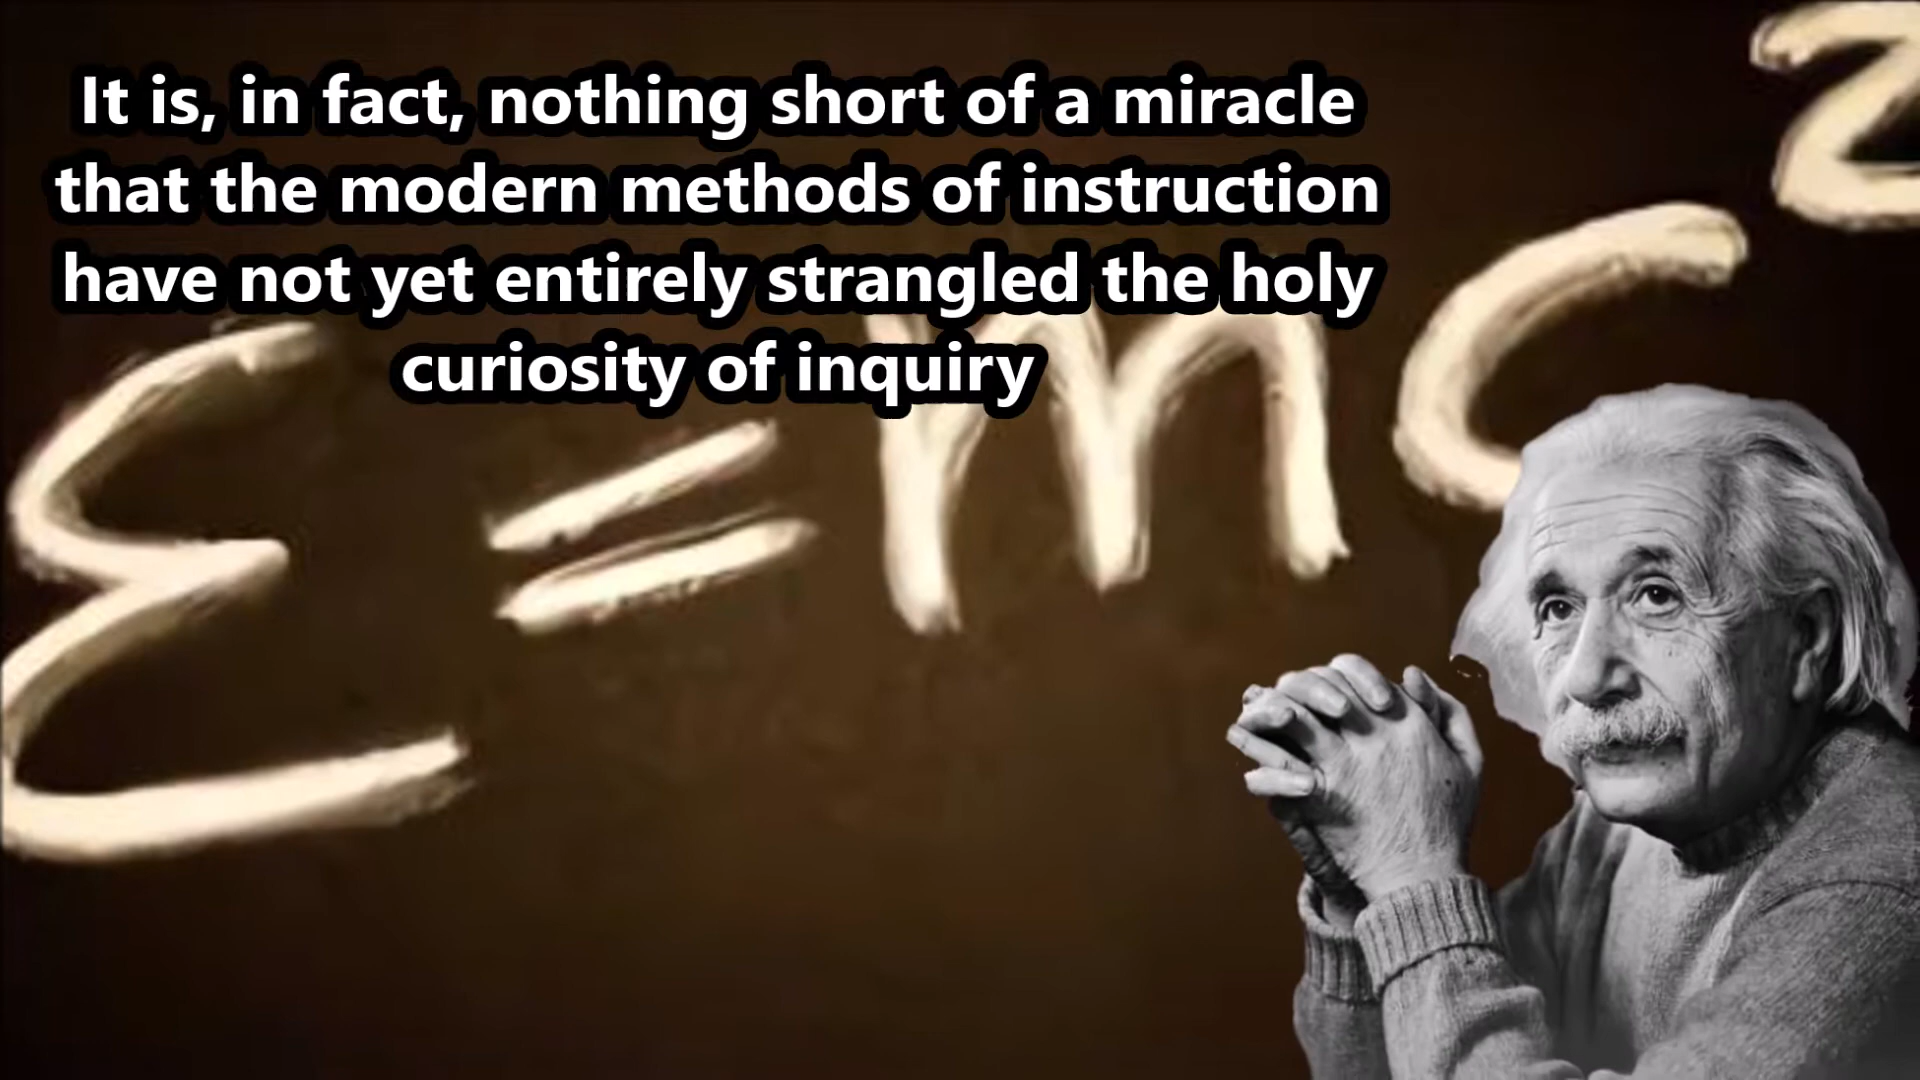 It is, in fact, nothing short of a miracle
that the modern methods of instruction
have not yet entirely strangled the holy
curiosity of inquiry
E=mc²